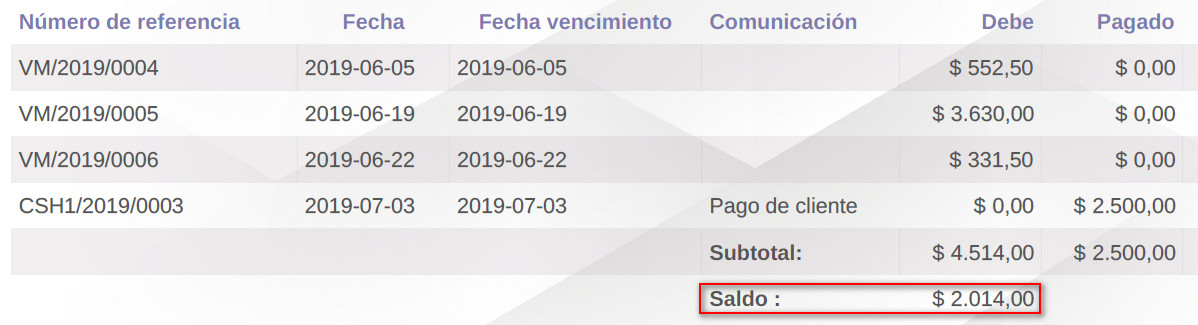 Número de referencia Fecha Fecha vencimiento Comunicación Debe Pagado
VM/2019/0004 2019-06-05 2019-06-05 $ 552,50 $ 0,00
VM/2019/0005 2019-06-19 2019-06-19 $ 3.630,00 $ 0,00
VM/2019/0006 2019-06-22 2019-06-22 $ 331,50 $ 0,00
CSH1/2019/0003 2019-07-03 2019-07-03 Pago de cliente $ 0,00 $ 2.500,00
Subtotal: $ 4.514,00 $ 2.500,00
Saldo : $ 2.014,00